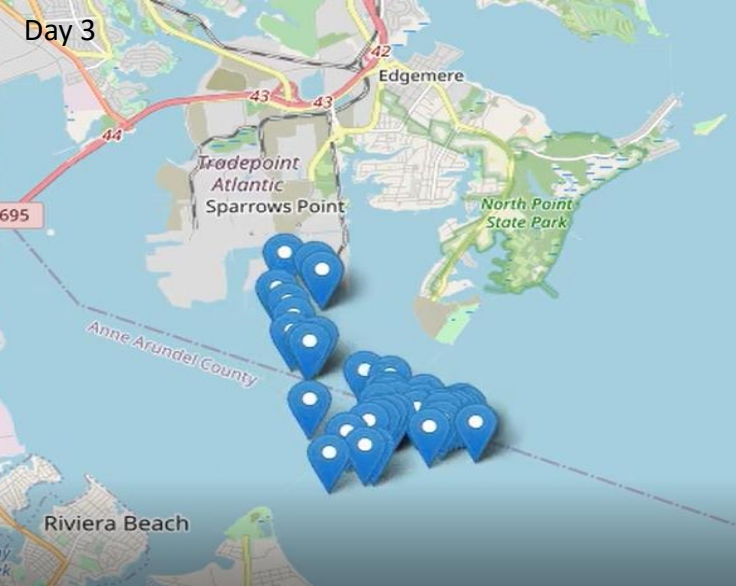 Day 3
42
Edgemere
43
43
44
Tradepoint
Atlantic
Sparrows Point
695
North Point
State Park
Anne Arundel County
Riviera Beach